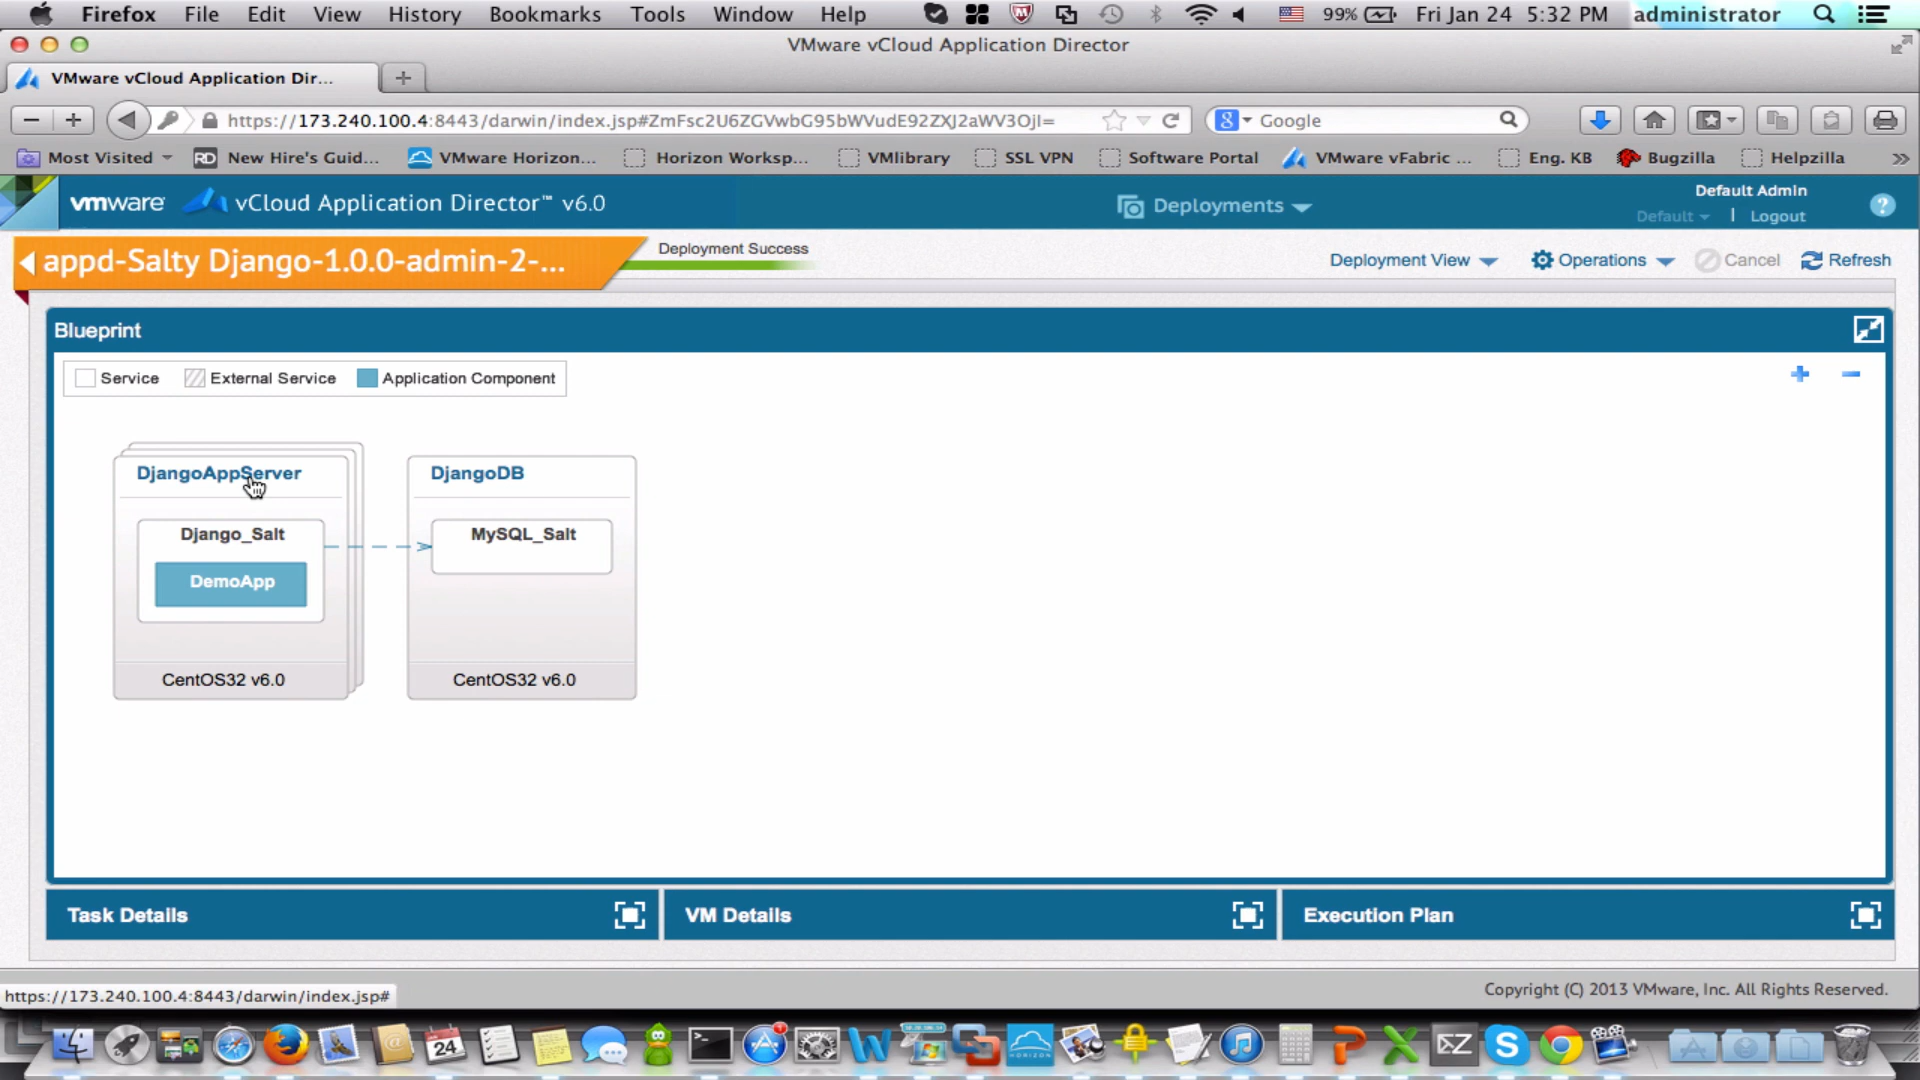 Firefox File Edit View History Bookmarks Tools Window Help 99% Fri Jan 24 5:32 PM administrator
VMware vCloud Application Director
VMware vCloud Application Dir...
https://173.240.100.4:8443/darwin/index.jsp#ZmFsc2U6ZGVwbG95bWVudE92ZXJ2aWV3OjI= Google
Most Visited New Hire's Guid... VMware Horizon... Horizon Worksp... VMlibrary SSL VPN Software Portal VMware vFabric ... Eng. KB Bugzilla Helpzilla
vmware vCloud Application Director™ v6.0 Deployments Default Admin
Default | Logout
appd-Salty Django-1.0.0-admin-2-... Deployment Success Deployment View Operations Cancel Refresh
Blueprint
Service External Service Application Component
DjangoAppServer DjangoDB
Django_Salt MySQL_Salt
DemoApp
CentOS32 v6.0 CentOS32 v6.0
Task Details VM Details Execution Plan
https://173.240.100.4:8443/darwin/index.jsp#
Copyright (C) 2013 VMware, Inc. All Rights Reserved.
24
HORIZON